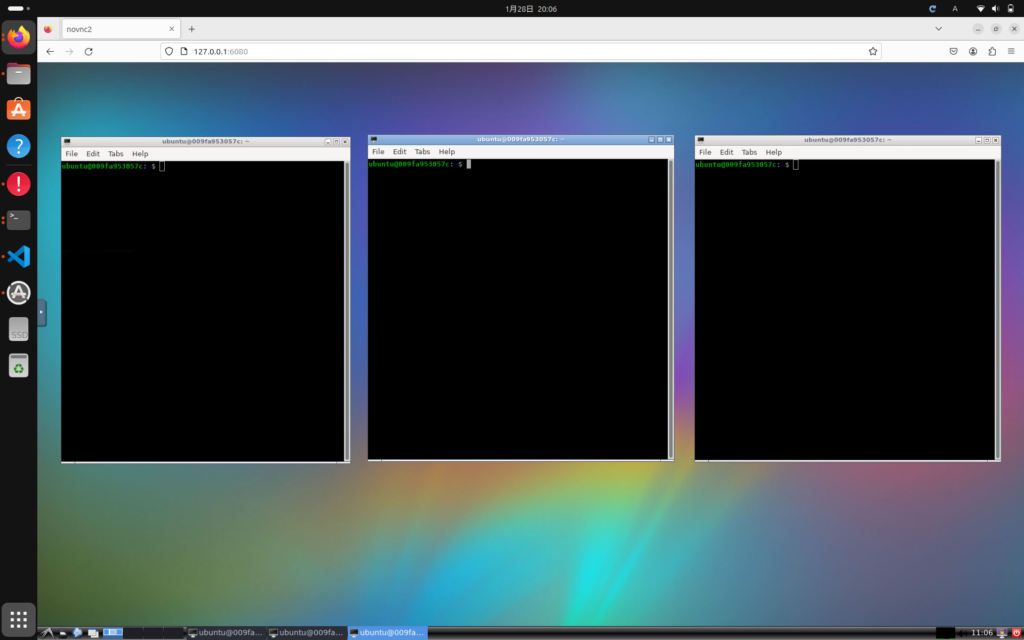 1月28日 20:06
A
novnc2
127.0.0.1:6080
ubuntu@009fa953057c: ~
File Edit Tabs Help
ubuntu@009fa953057c: $
ubuntu@009fa953057c: ~
File Edit Tabs Help
ubuntu@009fa953057c: $
ubuntu@009fa953057c: ~
File Edit Tabs Help
ubuntu@009fa953057c: $
SSD
ubuntu@009fa...
ubuntu@009fa...
ubuntu@009fa...
11:06